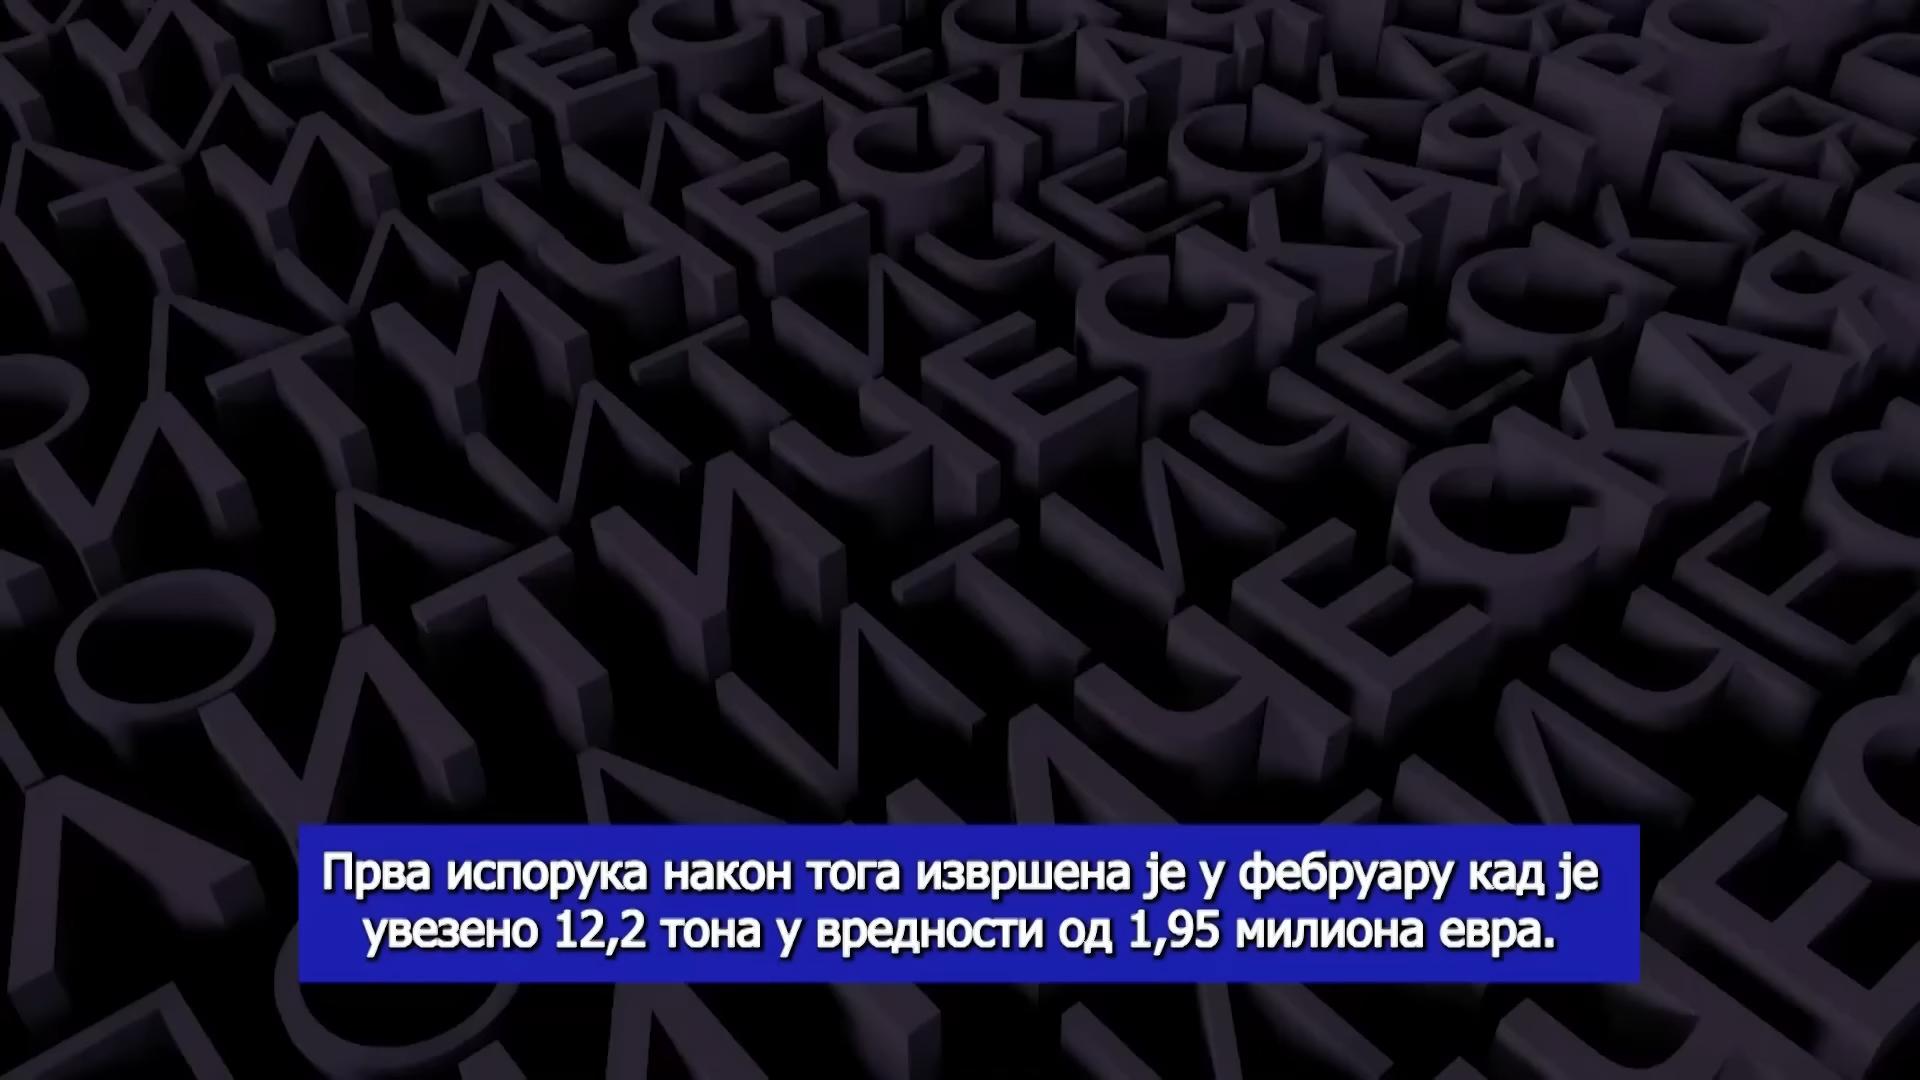 Прва испорука након тога извршена је у фебруару кад је
увезено 12,2 тона у вредности од 1,95 милиона евра.